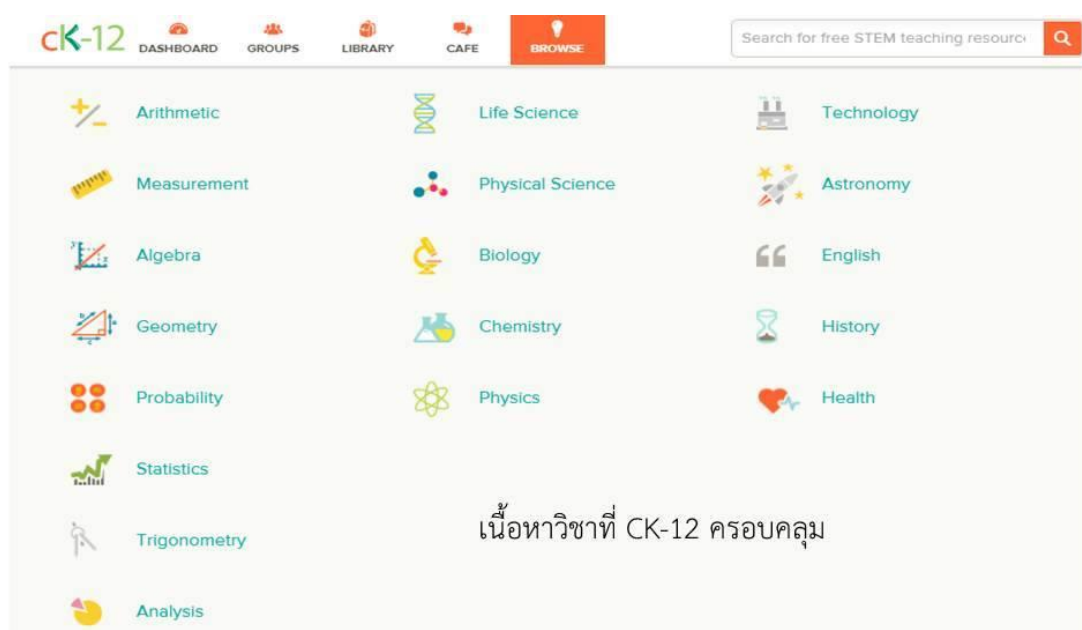 cK-12 DASHBOARD GROUPS LIBRARY CAFE BROWSE Search for free STEM teaching resourc
Arithmetic Life Science Technology
Measurement Physical Science Astronomy
Algebra Biology English
Geometry Chemistry History
Probability Physics Health
Statistics
Trigonometry
เนื้อหาวิชาที่ CK-12 ครอบคลุม
Analysis